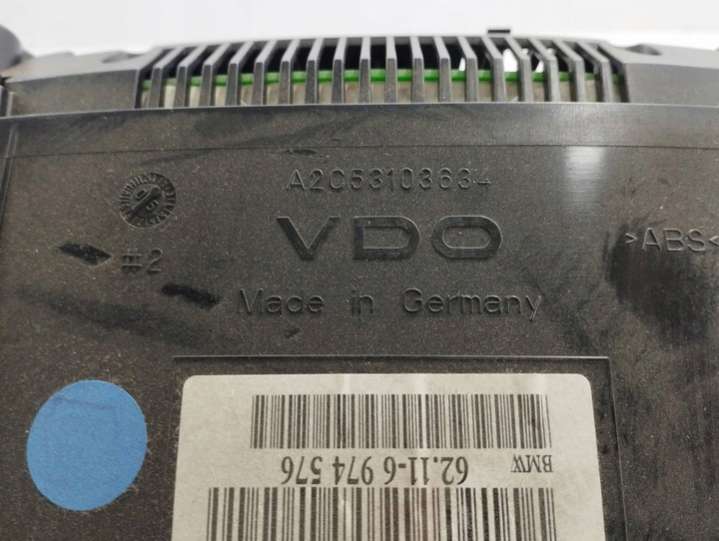 A2C53103634
VDO
>ABS<
#2
Made in Germany
BMW 62.11-6 974 576